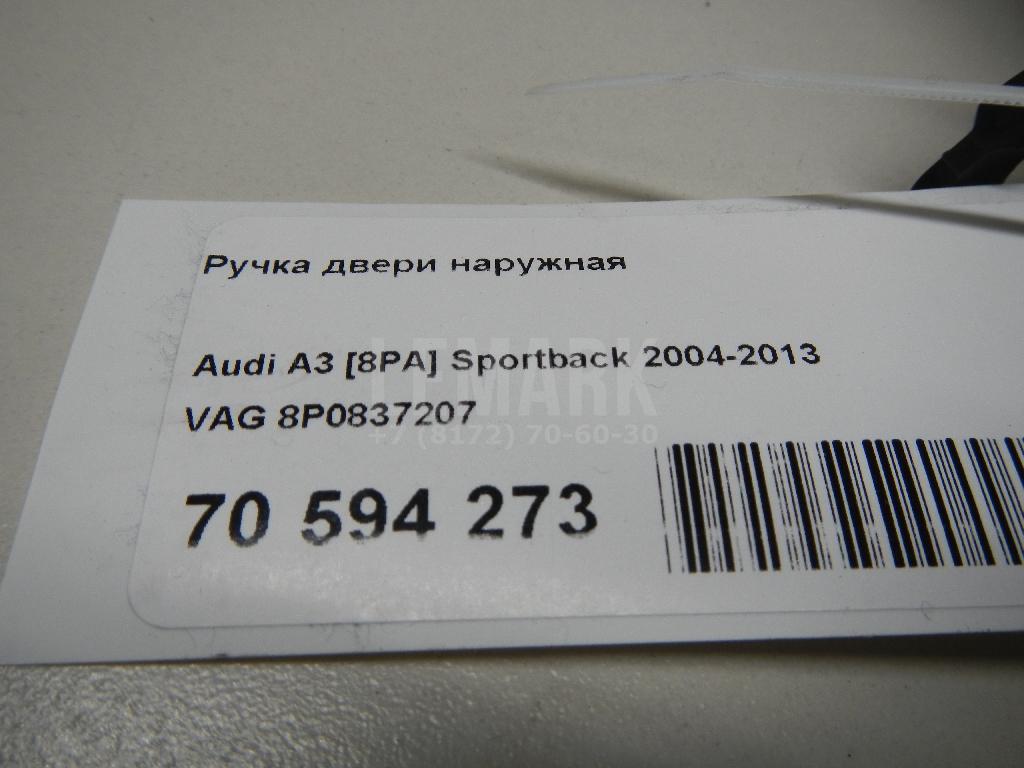 Ручка двери наружная
Audi A3 [8PA] Sportback 2004-2013
LEMARK
VAG 8P0837207
+7 (8172) 70-60-30
70 594 273